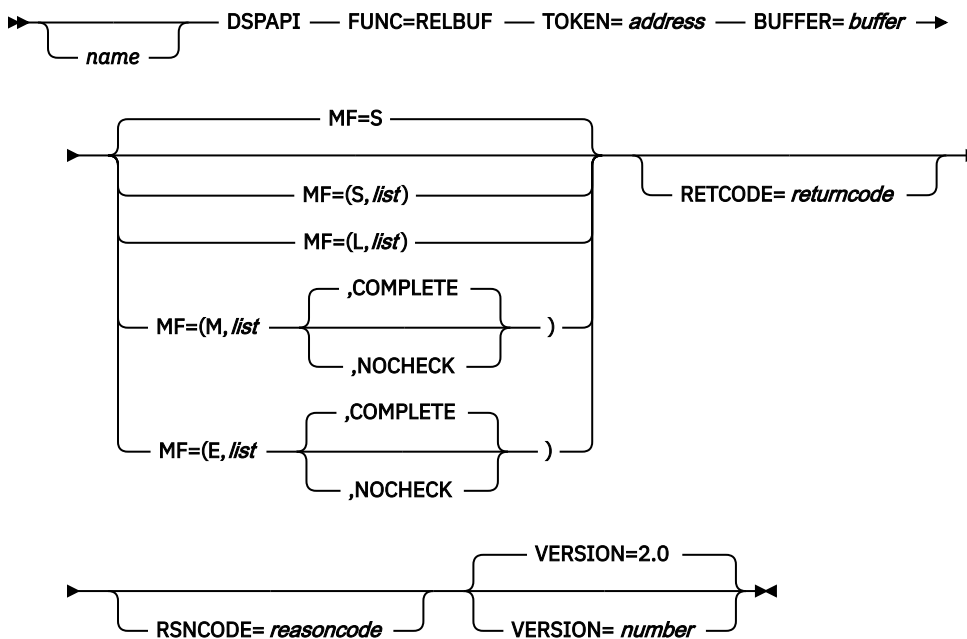 DSPAPI FUNC=RELBUF TOKEN= address BUFFER= buffer
name
MF=S
MF=(S,list)
RETCODE= returncode
MF=(L,list)
,COMPLETE
MF=(M,list )
,NOCHECK
,COMPLETE
MF=(E,list )
,NOCHECK
VERSION=2.0
RSNCODE= reasoncode VERSION= number